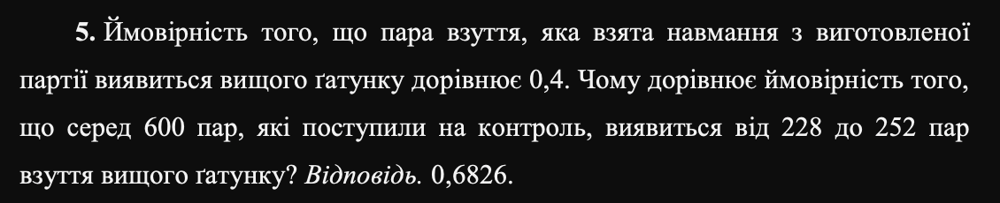 5. Ймовірність того, що пара взуття, яка взята навмання з виготовленої
партії виявиться вищого ґатунку дорівнює 0,4. Чому дорівнює ймовірність того,
що серед 600 пар, які поступили на контроль, виявиться від 228 до 252 пар
взуття вищого ґатунку? Відповідь. 0,6826.